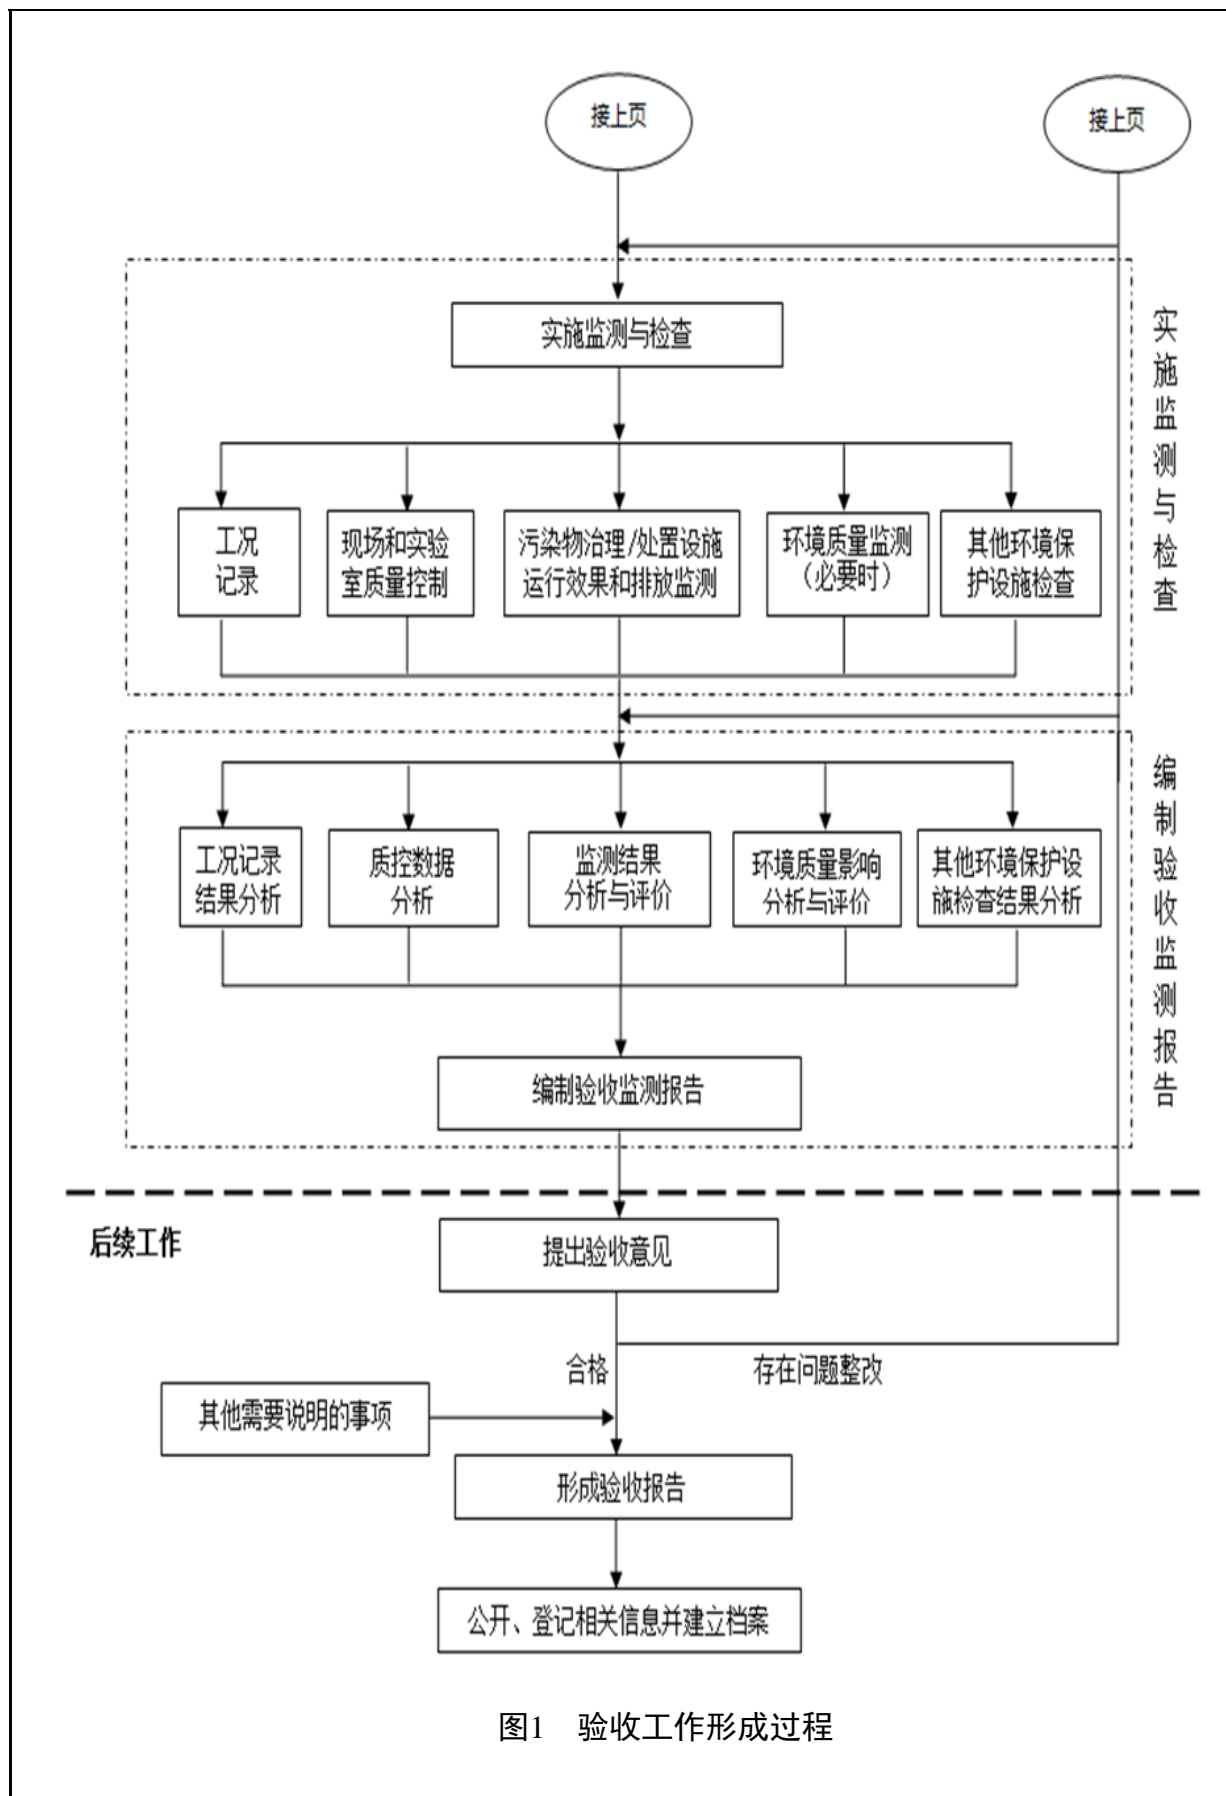 接上页
接上页
实施监测与检查
实施监测与检查
工况
记录
现场和实验
室质量控制
污染物治理/处置设施
运行效果和排放监测
环境质量监测
（必要时）
其他环境保
护设施检查
编制验收监测报告
工况记录
结果分析
质控数据
分析
监测结果
分析与评价
环境质量影响
分析与评价
其他环境保护设
施检查结果分析
编制验收监测报告
后续工作
提出验收意见
合格
存在问题整改
其他需要说明的事项
形成验收报告
公开、登记相关信息并建立档案
图1 验收工作形成过程